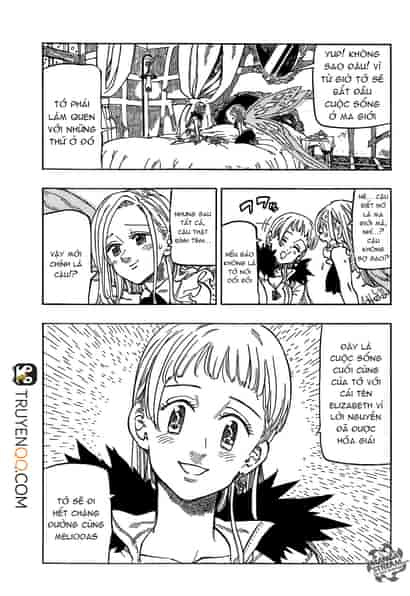 YUP! KHÔNG
SAO ĐÂU! VÌ
TỪ GIỜ TỚ SẼ
BẮT ĐẦU
CUỘC SỐNG
Ở MA GIỚI
TỚ PHẢI
LÀM QUEN
VỚI NHỮNG
THỨ Ở ĐÓ
CẬU
BIẾT ĐÓ
LÀ MA
GIỚI MÀ,
NHỈ...?
CẬU
KHÔNG
SỢ SAO?
NẾU BẢO
KHÔNG LÀ
TỚ NÓI
DỐI ĐÓ
NHƯNG SAU
TẤT CẢ,
CẬU THẬT
BÌNH TÂM...
VẬY MỚI
CHÍNH LÀ
CẬU!?
ĐÂY LÀ
CUỘC SỐNG
CUỐI CÙNG
CỦA TỚ VỚI
CÁI TÊN
ELIZABETH VÌ
LỜI NGUYỀN
ĐÃ ĐƯỢC
HÓA GIẢI
TỚ SẼ ĐI
HẾT CHẶNG
ĐƯỜNG CÙNG
MELIODAS
TRUYENQQ.COM
STREAM